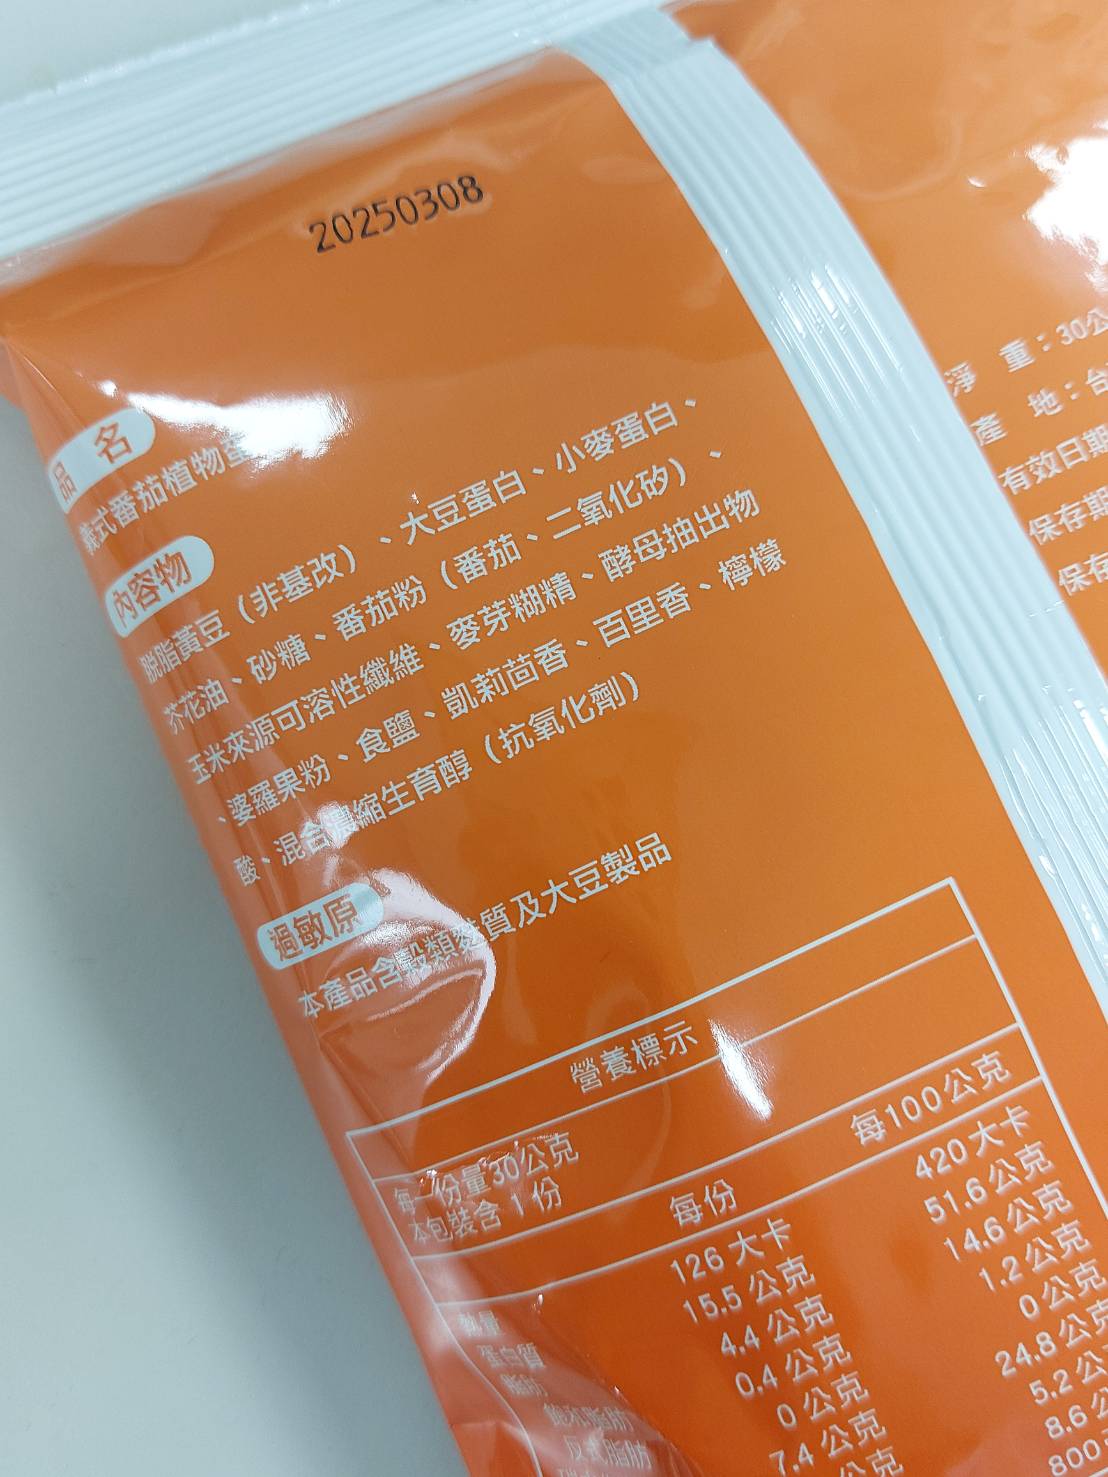 20250308
品 名
義式番茄植物蛋
內容物
脫脂黃豆（非基改）、大豆蛋白、小麥蛋白、
芥花油、砂糖、番茄粉（番茄、二氧化矽）、
玉米來源可溶性纖維、麥芽糊精、酵母抽出物
、婆羅果粉、食鹽、凱莉茴香、百里香、檸檬
酸、混合濃縮生育醇（抗氧化劑）
過敏原
本產品含穀類麩質及大豆製品
營養標示
每一份量30公克
本包裝含 1 份
每份 每100公克
熱量 126 大卡 420 大卡
蛋白質 15.5 公克 51.6 公克
脂肪 4.4 公克 14.6 公克
飽和脂肪 0.4 公克 1.2 公克
反式脂肪 0 公克 0 公克
7.4 公克 24.8 公克
公克 5.2 公
8.6 公
800
淨 重：30公
產 地：台
有效日期
保存期
保存